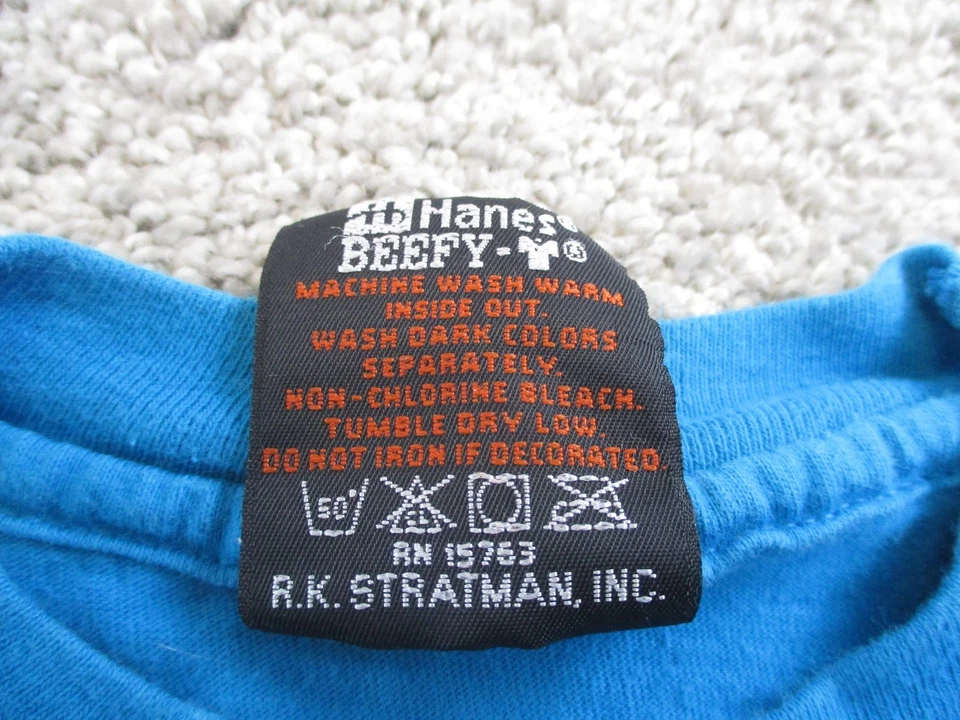 Hanes®
BEEFY-T®
MACHINE WASH WARM
INSIDE OUT.
WASH DARK COLORS
SEPARATELY.
NON-CHLORINE BLEACH.
TUMBLE DRY LOW.
DO NOT IRON IF DECORATED.
50°
CL
RN 15763
R.K. STRATMAN, INC.